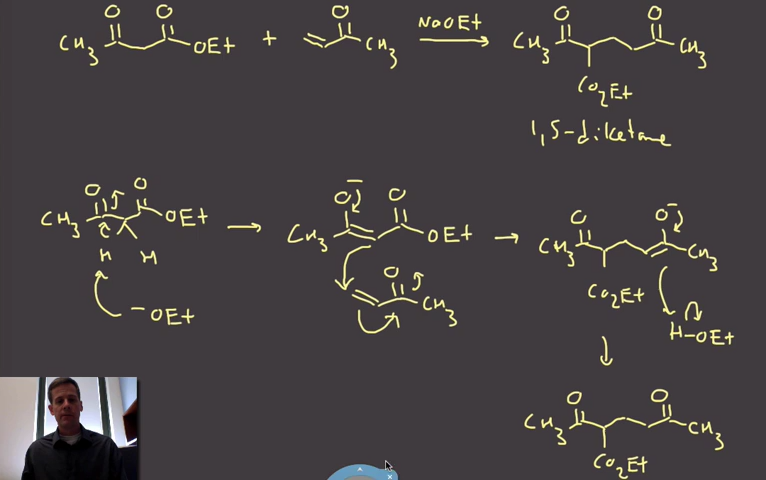 O O O O O
CH3 OEt + CH3 NaOEt CH3 CH3
CO2Et
1,5-diketone
O O O- O O O-
CH3 OEt CH3 OEt CH3 CH3
H H O CO2Et
-OEt CH3 H-OEt
O O
CH3 CH3
CO2Et